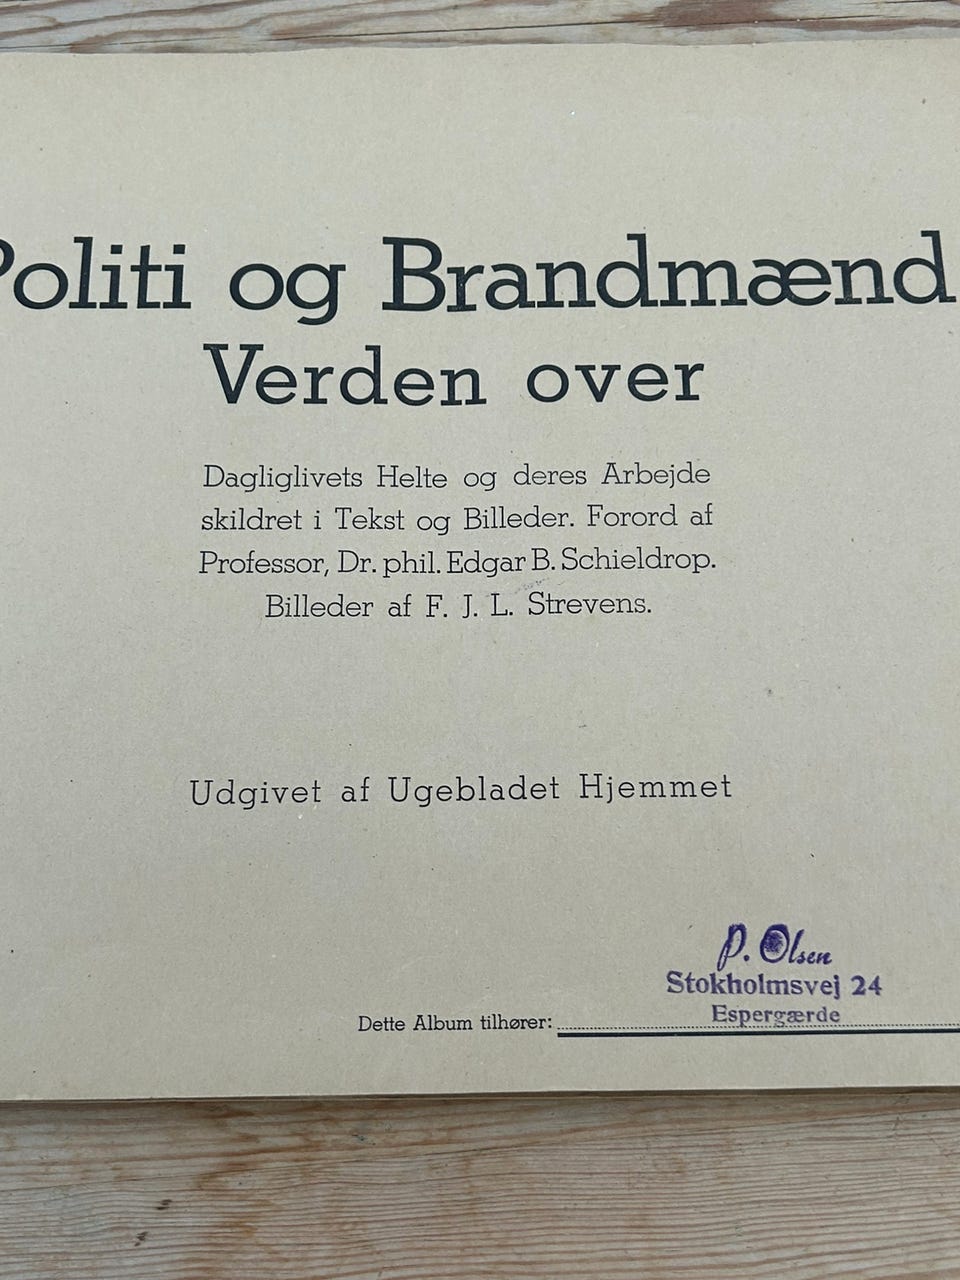 Politi og Brandmænd
Verden over
Dagliglivets Helte og deres Arbejde
skildret i Tekst og Billeder. Forord af
Professor, Dr. phil. Edgar B. Schieldrop.
Billeder af F. J. L. Strevens.
Udgivet af Ugebladet Hjemmet
P. Olsen
Stokholmsvej 24
Espergærde
Dette Album tilhører: